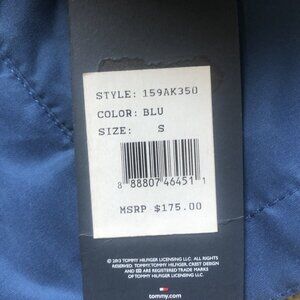 STYLE: 159AK350
COLOR: BLU
SIZE: S
8 88807 46451 1
MSRP $175.00
© 2013 TOMMY HILFIGER LICENSING LLC. ALL RIGHTS
RESERVED. TOMMY, TOMMY HILFIGER, CREST DESIGN
AND ARE REGISTERED TRADE MARKS
OF TOMMY HILFIGER LICENSING LLC.
tommy.com